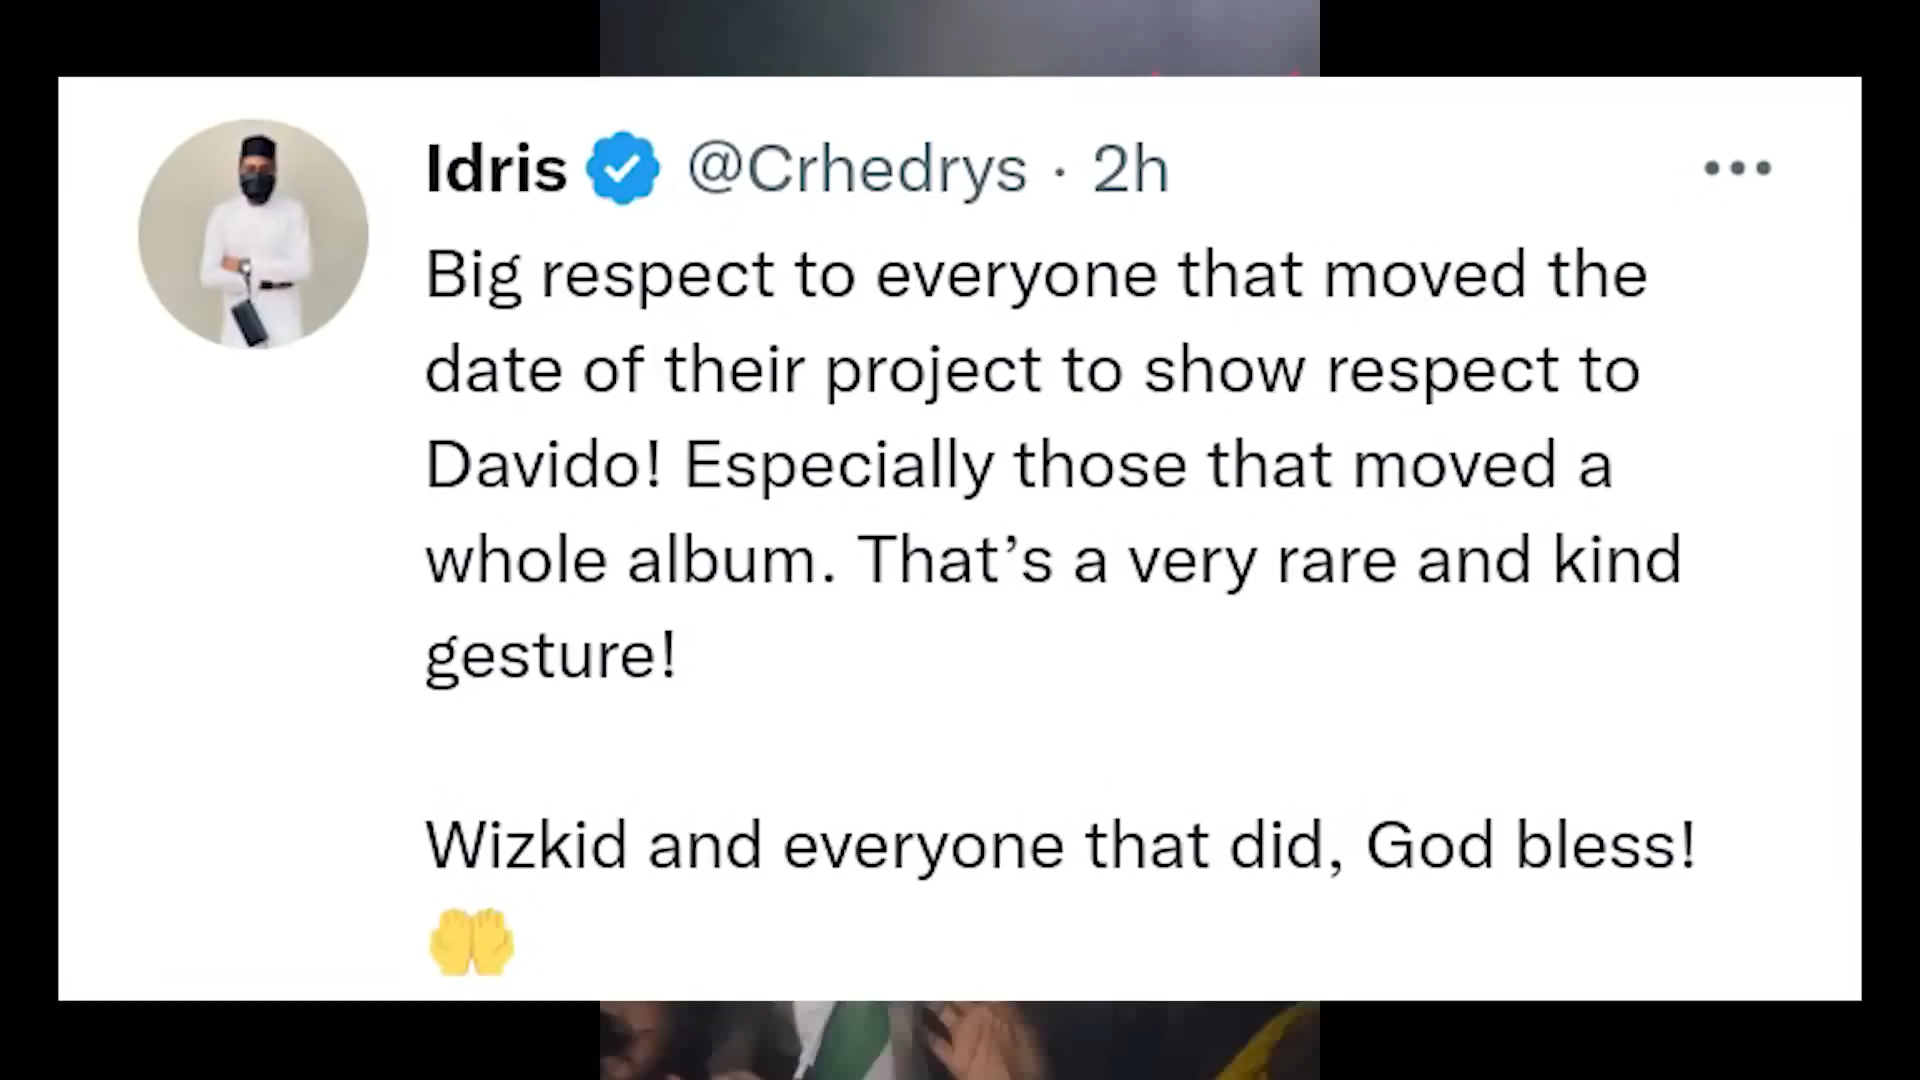 Idris @Crhedrys · 2h
Big respect to everyone that moved the
date of their project to show respect to
Davido! Especially those that moved a
whole album. That’s a very rare and kind
gesture!
Wizkid and everyone that did, God bless!
🤲